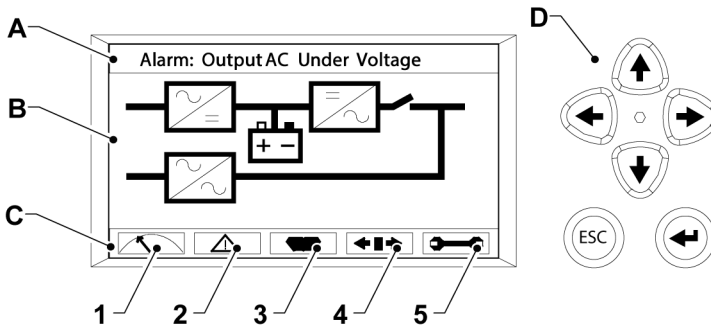 A
D
Alarm: Output AC Under Voltage
B
+ −
C
ESC
1 2 3 4 5